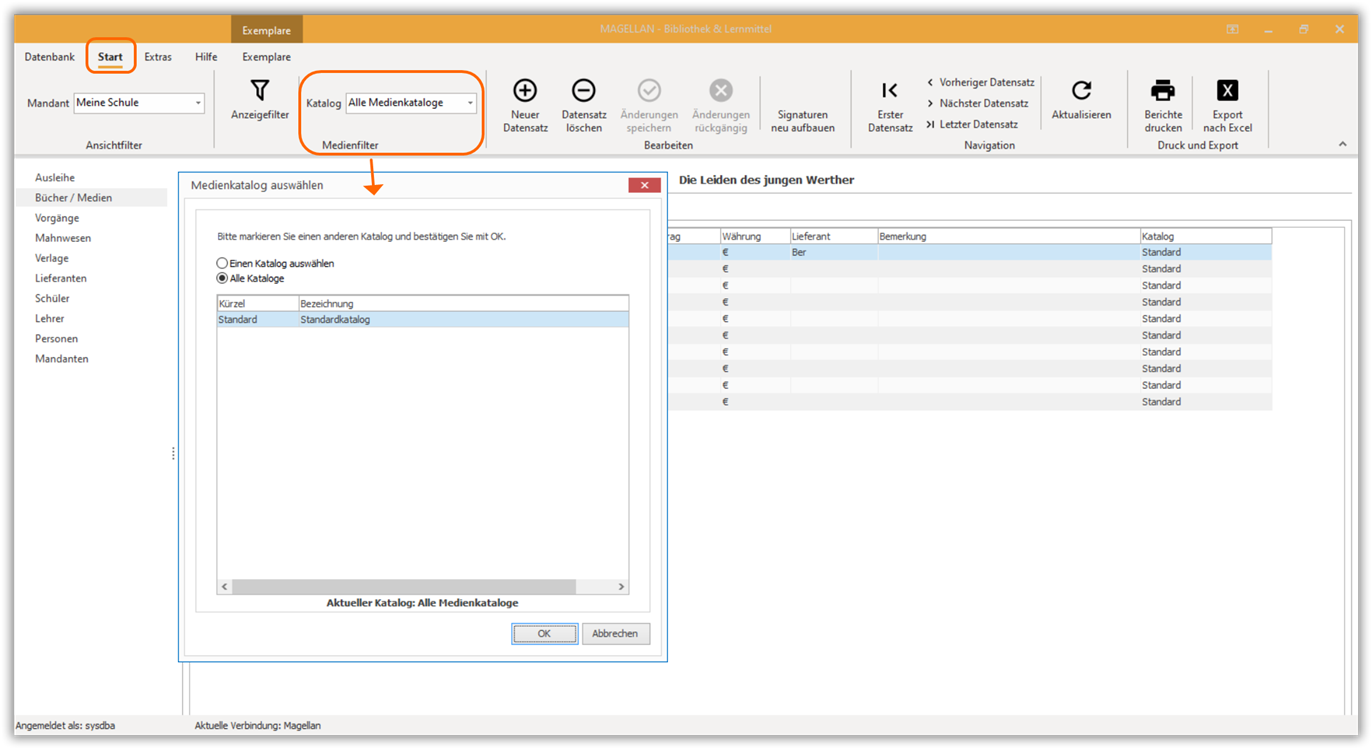 Exemplare
MAGELLAN - Bibliothek & Lernmittel
Datenbank Start Extras Hilfe Exemplare
Mandant Meine Schule
Ansichtfilter
Anzeigefilter
Katalog Alle Medienkataloge
Medienfilter
Neuer
Datensatz
Datensatz
löschen
Änderungen
speichern
Änderungen
rückgängig
Signaturen
neu aufbauen
Bearbeiten
Erster
Datensatz
Vorheriger Datensatz
Nächster Datensatz
Letzter Datensatz
Navigation
Aktualisieren
Berichte
drucken
X
Export
nach Excel
Druck und Export
Ausleihe
Bücher / Medien
Vorgänge
Mahnwesen
Verlage
Lieferanten
Schüler
Lehrer
Personen
Mandanten
Medienkatalog auswählen
Bitte markieren Sie einen anderen Katalog und bestätigen Sie mit OK.
Einen Katalog auswählen
Alle Kataloge
Kürzel Bezeichnung
Standard Standardkatalog
Aktueller Katalog: Alle Medienkataloge
OK Abbrechen
Die Leiden des jungen Werther
rag Währung Lieferant Bemerkung Katalog
€ Ber Standard
€ Standard
€ Standard
€ Standard
€ Standard
€ Standard
€ Standard
€ Standard
€ Standard
€ Standard
Angemeldet als: sysdba Aktuelle Verbindung: Magellan